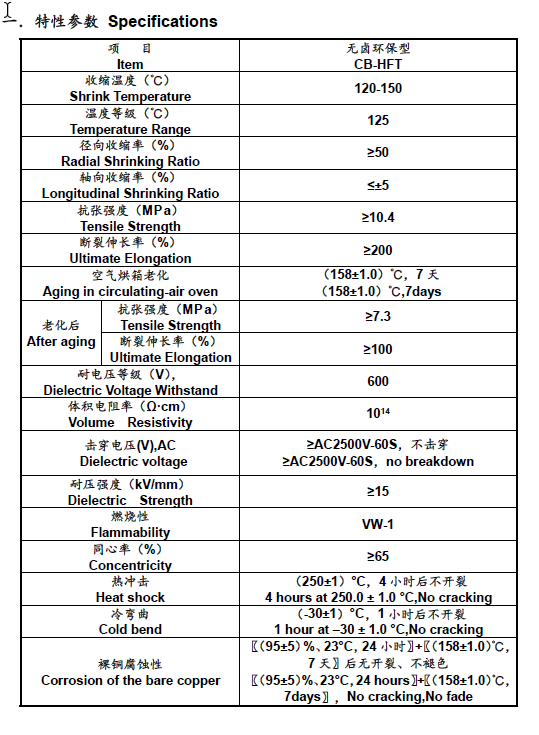 一．特性参数 Specifications
项 目
Item
无卤环保型
CB-HFT
收缩温度（℃）
Shrink Temperature
120-150
温度等级（℃）
Temperature Range
125
径向收缩率（%）
Radial Shrinking Ratio
≥50
轴向收缩率（%）
Longitudinal Shrinking Ratio
≤±5
抗张强度（MPa）
Tensile Strength
≥10.4
断裂伸长率（%）
Ultimate Elongation
≥200
空气烘箱老化
Aging in circulating-air oven
（158±1.0）℃，7 天
（158±1.0）℃,7days
老化后
After aging
抗张强度（MPa）
Tensile Strength
≥7.3
断裂伸长率（%）
Ultimate Elongation
≥100
耐电压等级（V），
Dielectric Voltage Withstand
600
体积电阻率（Ω·cm）
Volume Resistivity
10¹⁴
击穿电压(V),AC
Dielectric voltage
≥AC2500V-60S，不击穿
≥AC2500V-60S，no breakdown
耐压强度（kV/mm）
Dielectric Strength
≥15
燃烧性
Flammability
VW-1
同心率（%）
Concentricity
≥65
热冲击
Heat shock
（250±1）°C，4 小时后不开裂
4 hours at 250.0 ± 1.0 °C,No cracking
冷弯曲
Cold bend
（-30±1）°C，1 小时后不开裂
1 hour at –30 ± 1.0 °C,No cracking
裸铜腐蚀性
Corrosion of the bare copper
〖（95±5）%、23°C，24 小时〗+〖（158±1.0）℃，
7 天〗后无开裂、不褪色
〖（95±5）%、23°C，24 hours〗+〖（158±1.0）℃，
7days〗，No cracking,No fade